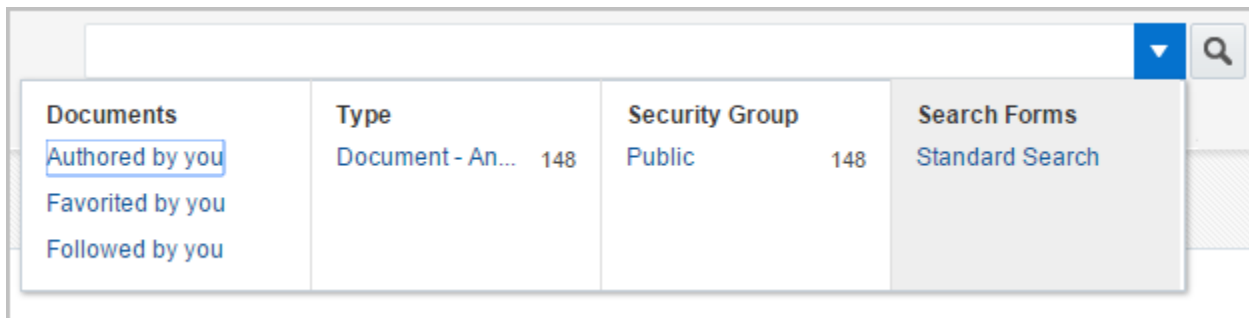 Documents
Authored by you
Favorited by you
Followed by you
Type
Document - An... 148
Security Group
Public 148
Search Forms
Standard Search